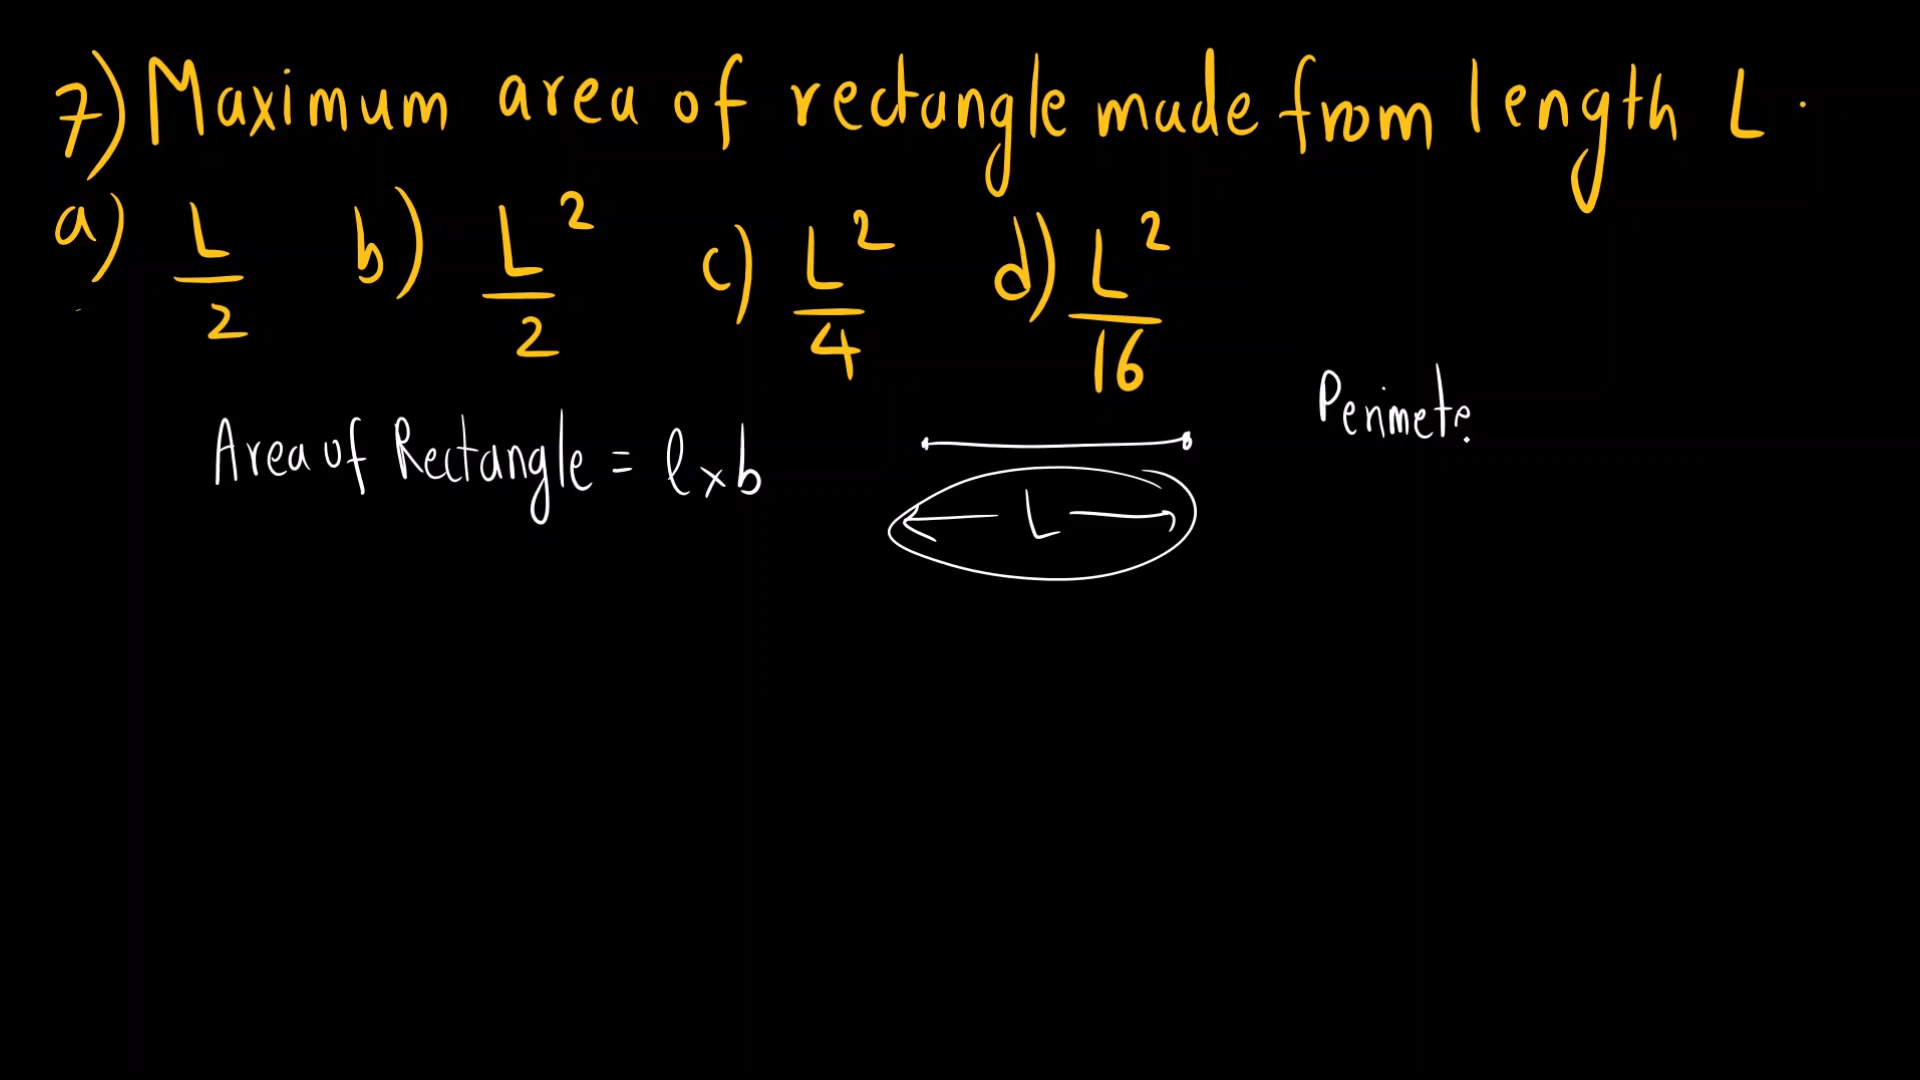 7) Maximum area of rectangle made from length L.
a) L/2 b) L²/2 c) L²/4 d) L²/16
Area of Rectangle = l x b
L
Perimete